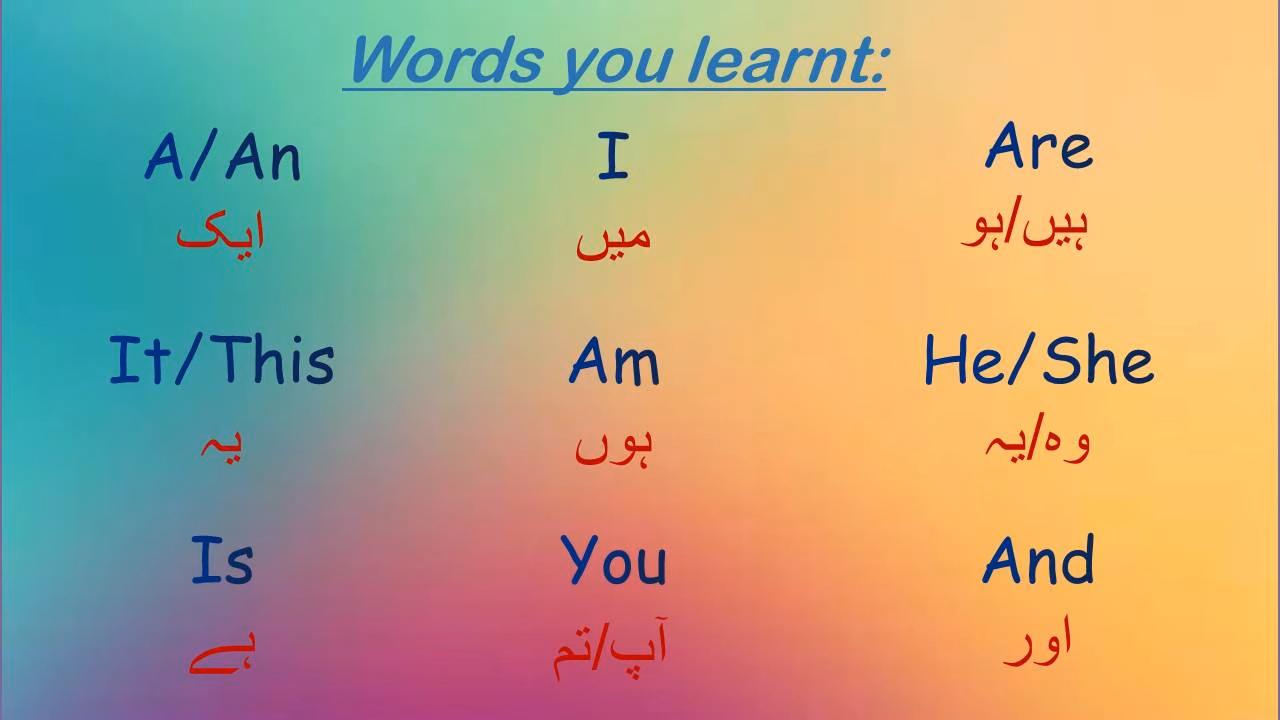 Words you learnt:
A/An
ایک
I
میں
Are
ہیں/ہو
It/This
یہ
Am
ہوں
He/She
وہ/یہ
Is
ہے
You
آپ/تم
And
اور